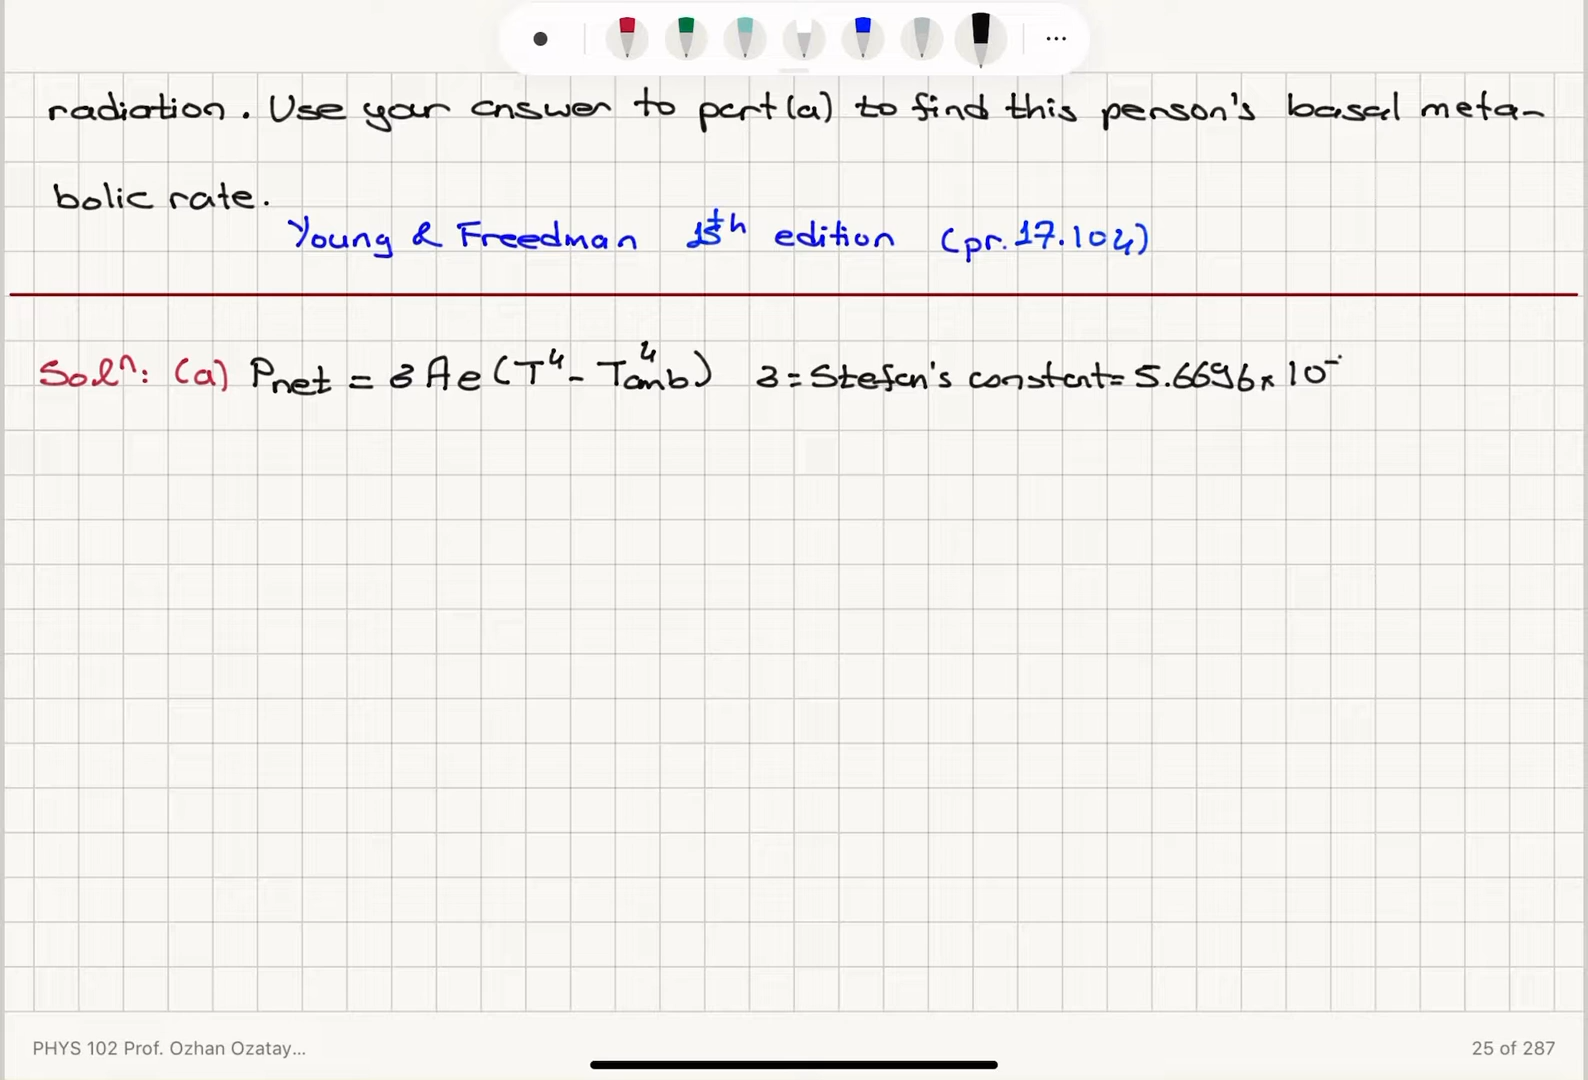 radiation. Use your answer to part (a) to find this person's basal meta-
bolic rate.
Young & Freedman 15th edition (pr. 17.104)
Solⁿ: (a) Pnet = σAe(T⁴ - Tamb⁴) σ = Stefan's constant = 5.6696 x 10⁻
PHYS 102 Prof. Ozhan Ozatay...
25 of 287